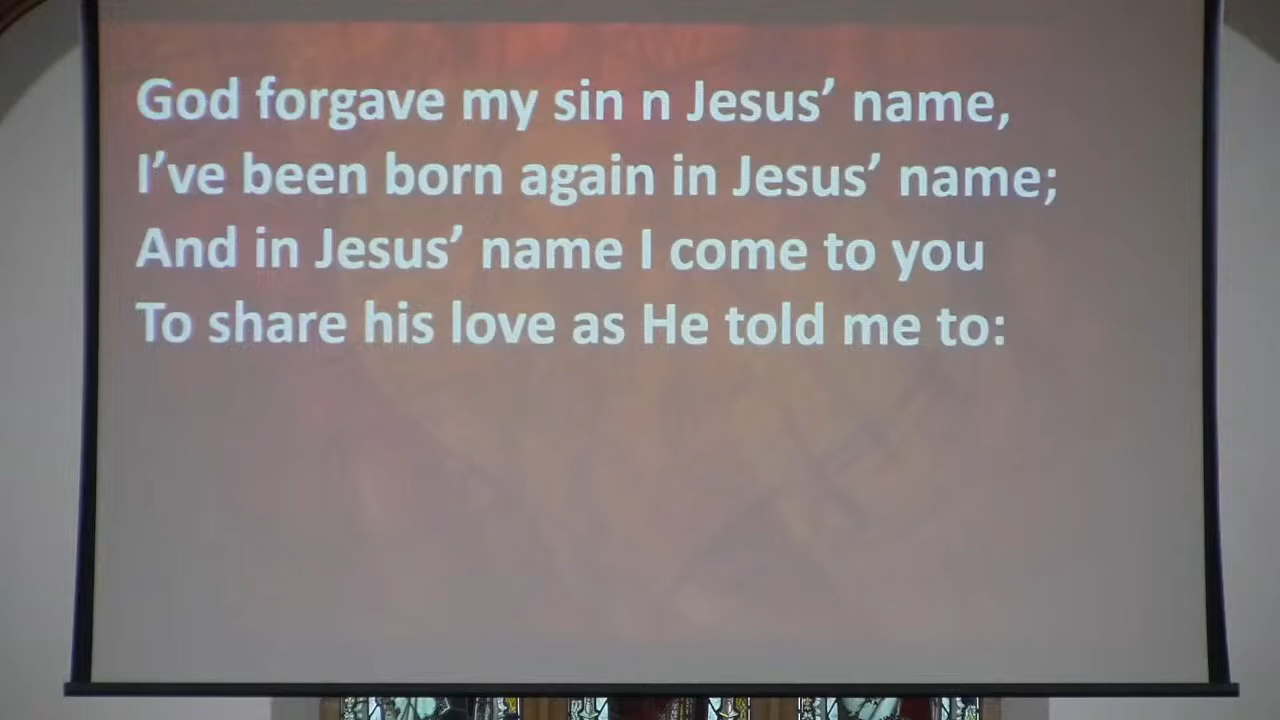 God forgave my sin n Jesus’ name,
I’ve been born again in Jesus’ name;
And in Jesus’ name I come to you
To share his love as He told me to: